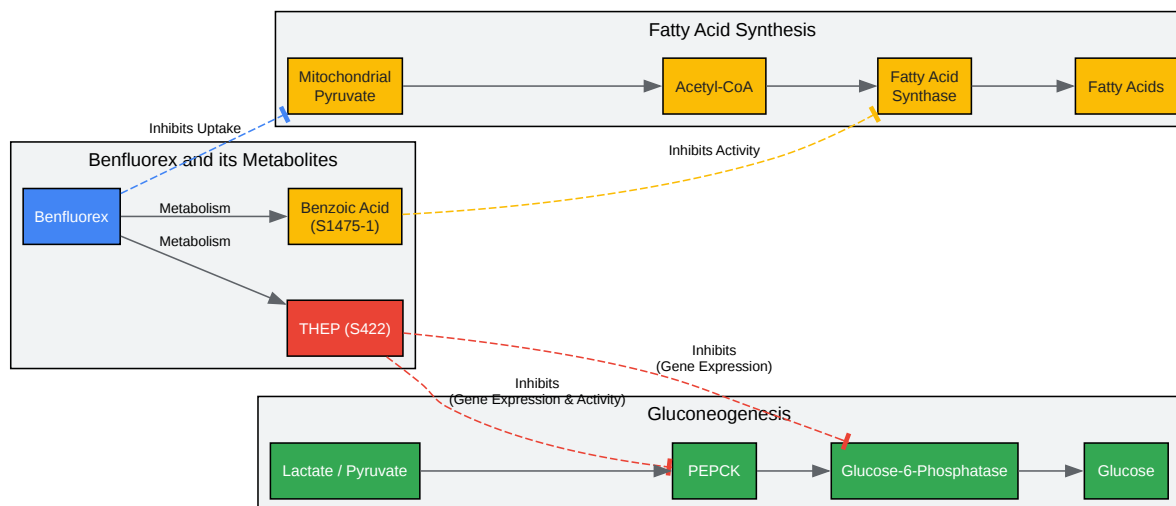 Fatty Acid Synthesis
Mitochondrial
Pyruvate
Acetyl-CoA
Fatty Acid
Synthase
Fatty Acids
Inhibits Uptake
Inhibits Activity
Benfluorex and its Metabolites
Benfluorex
Metabolism
Benzoic Acid
(S1475-1)
Metabolism
THEP (S422)
Inhibits
(Gene Expression)
Inhibits
(Gene Expression & Activity)
Gluconeogenesis
Lactate / Pyruvate
PEPCK
Glucose-6-Phosphatase
Glucose